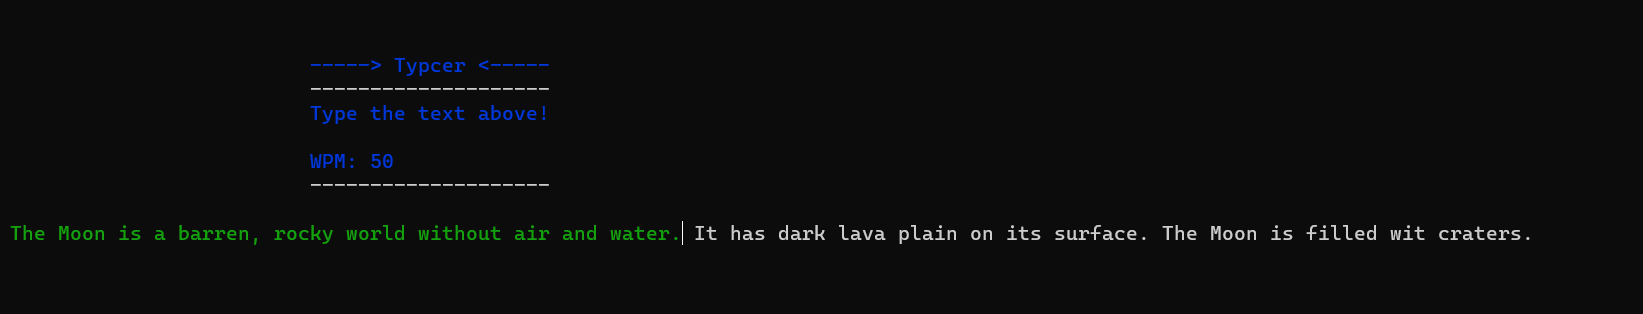 -----> Typcer <-----
--------------------
Type the text above!
WPM: 50
--------------------
The Moon is a barren, rocky world without air and water. It has dark lava plain on its surface. The Moon is filled wit craters.